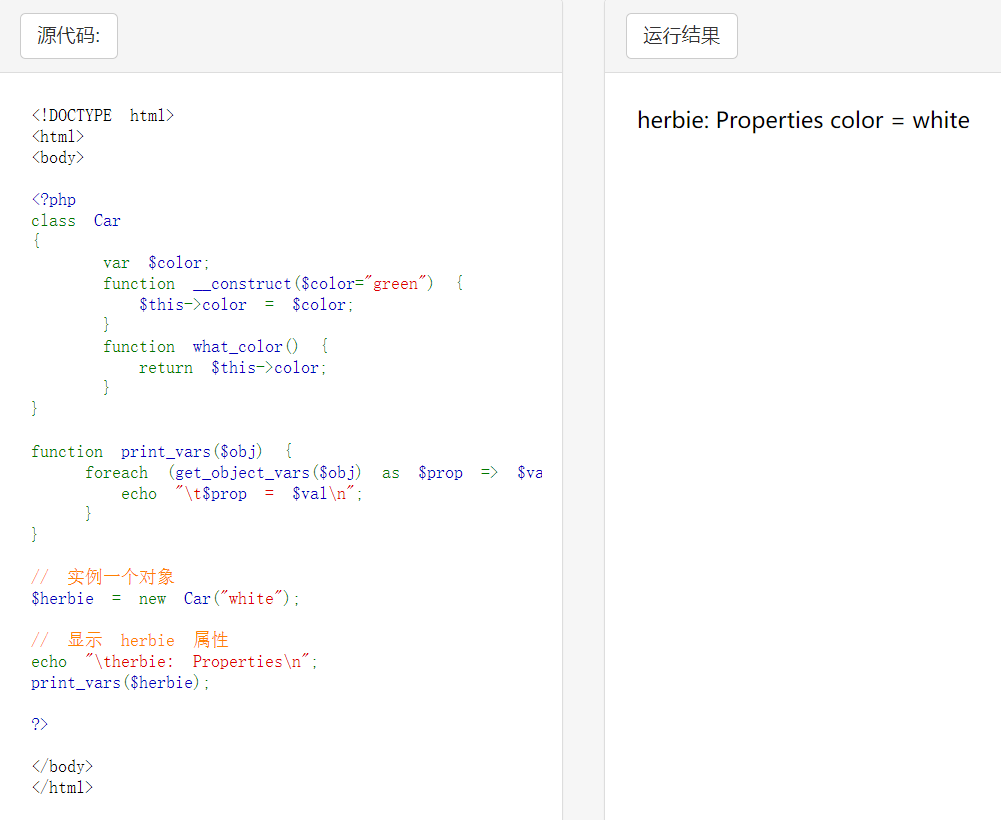 源代码:
<!DOCTYPE html>
<html>
<body>
<?php
class Car
{
var $color;
function __construct($color="green") {
$this->color = $color;
}
function what_color() {
return $this->color;
}
}
function print_vars($obj) {
foreach (get_object_vars($obj) as $prop => $va
echo "\t$prop = $val\n";
}
}
// 实例一个对象
$herbie = new Car("white");
// 显示 herbie 属性
echo "\therbie: Properties\n";
print_vars($herbie);
?>
</body>
</html>
运行结果
herbie: Properties color = white